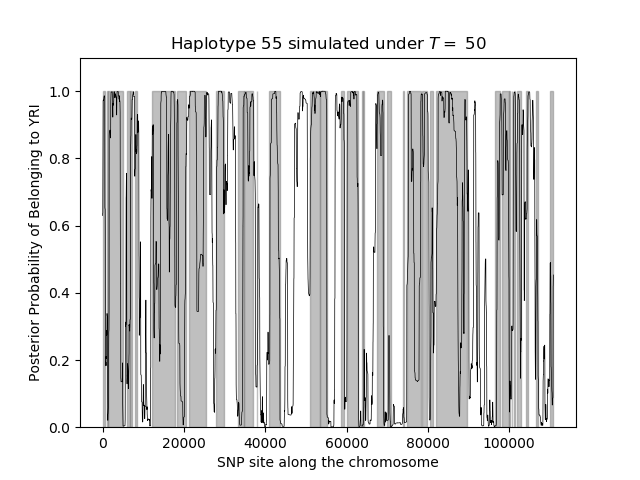 Haplotype 55 simulated under T = 50
Posterior Probability of Belonging to YRI
1.0
0.8
0.6
0.4
0.2
0.0
0 20000 40000 60000 80000 100000
SNP site along the chromosome